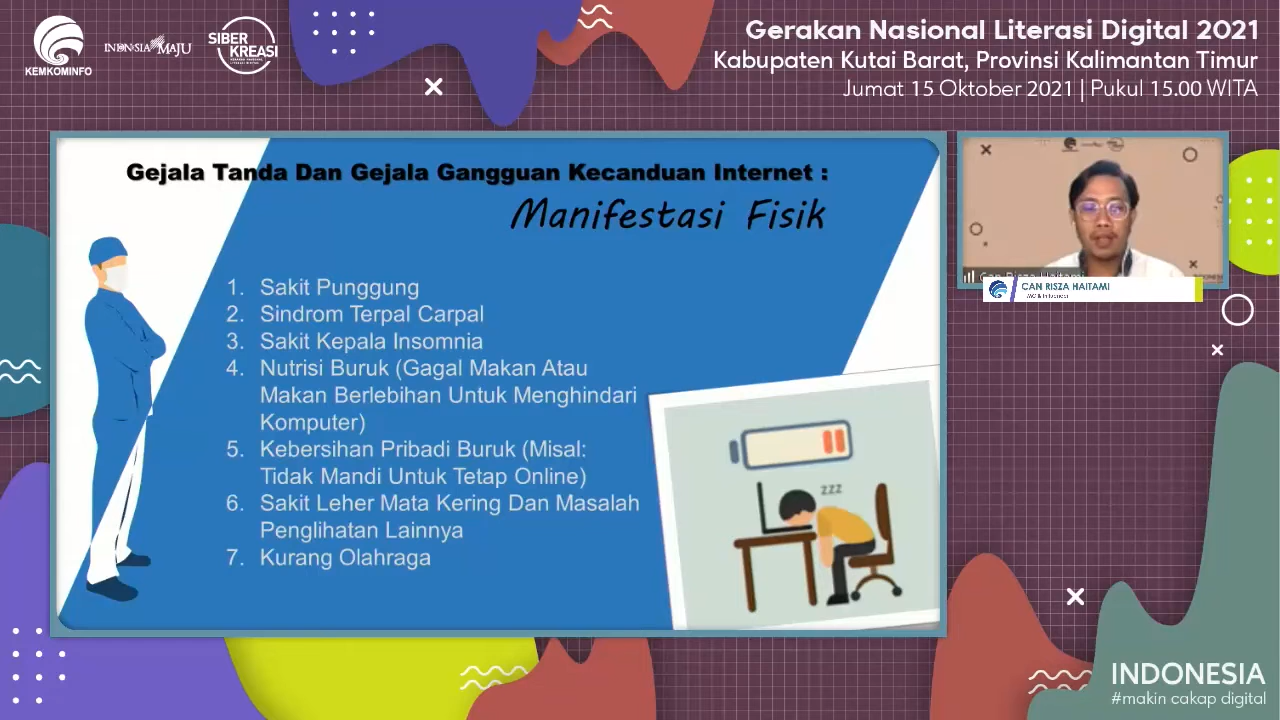 KEMKOMINFO
INDONESIA MAJU
SIBER KREASI
Gerakan Nasional Literasi Digital 2021
Kabupaten Kutai Barat, Provinsi Kalimantan Timur
Jumat 15 Oktober 2021 | Pukul 15.00 WITA
Gejala Tanda Dan Gejala Gangguan Kecanduan Internet :
Manifestasi Fisik
1. Sakit Punggung
2. Sindrom Terpal Carpal
3. Sakit Kepala Insomnia
4. Nutrisi Buruk (Gagal Makan Atau
Makan Berlebihan Untuk Menghindari
Komputer)
5. Kebersihan Pribadi Buruk (Misal:
Tidak Mandi Untuk Tetap Online)
6. Sakit Leher Mata Kering Dan Masalah
Penglihatan Lainnya
7. Kurang Olahraga
zzz
Can Risza Haitami
CAN RISZA HAITAMI
INDONESIA
#makin cakap digital